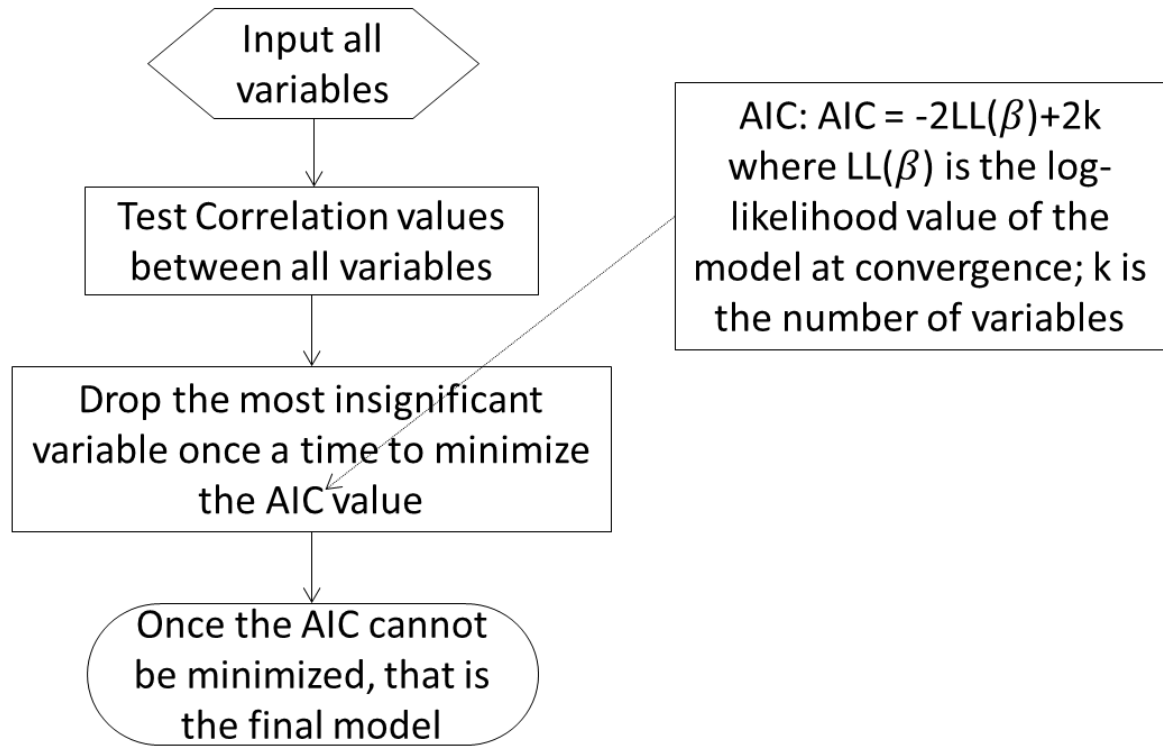 Input all
variables
Test Correlation values
between all variables
Drop the most insignificant
variable once a time to minimize
the AIC value
Once the AIC cannot
be minimized, that is
the final model
AIC: AIC = -2LL(β)+2k
where LL(β) is the log-
likelihood value of the
model at convergence; k is
the number of variables